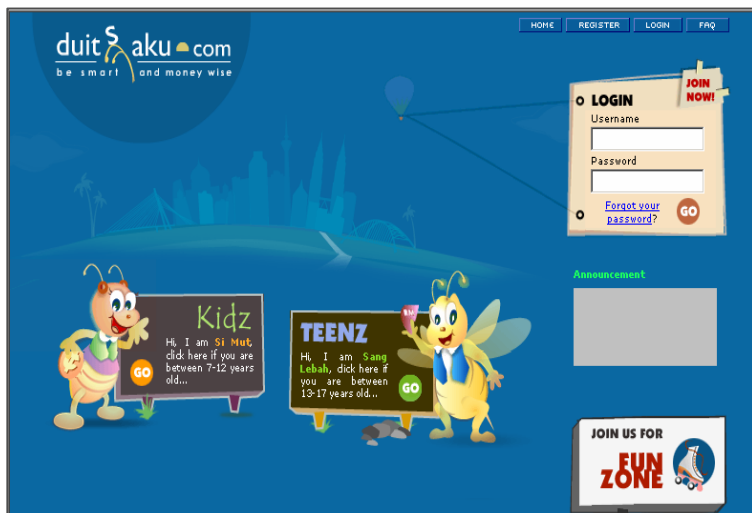 HOME REGISTER LOGIN FAQ
duitSaku.com
be smart and money wise
JOIN NOW!
LOGIN
Username
Password
Forgot your
password?
GO
Announcement
Kidz
Hi, I am Si Mut,
click here if you are
between 7-12 years
old...
GO
RM
TEENZ
Hi, I am Sang
Lebah, click here if
you are between
13-17 years old...
GO
JOIN US FOR
FUN
ZONE